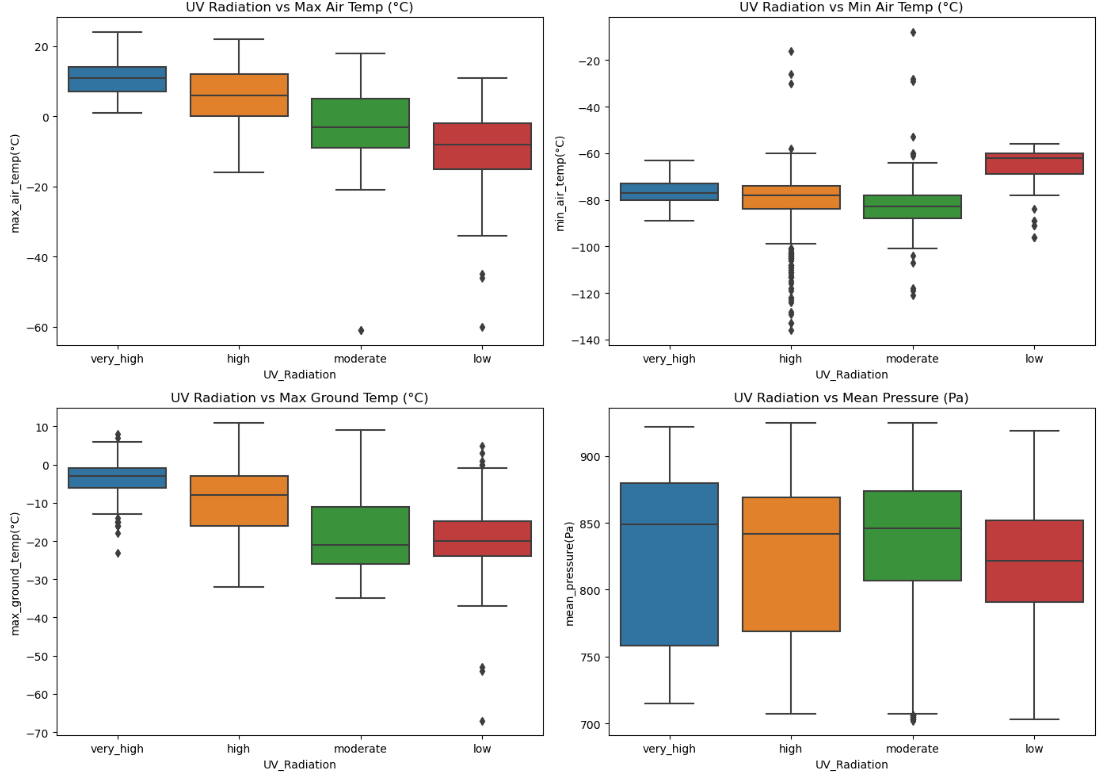 UV Radiation vs Max Air Temp (°C)
max_air_temp(°C)
20
0
−20
−40
−60
very_high high moderate low
UV_Radiation
UV Radiation vs Min Air Temp (°C)
min_air_temp(°C)
−20
−40
−60
−80
−100
−120
−140
very_high high moderate low
UV_Radiation
UV Radiation vs Max Ground Temp (°C)
max_ground_temp(°C)
10
0
−10
−20
−30
−40
−50
−60
−70
very_high high moderate low
UV_Radiation
UV Radiation vs Mean Pressure (Pa)
mean_pressure(Pa)
900
850
800
750
700
very_high high moderate low
UV_Radiation